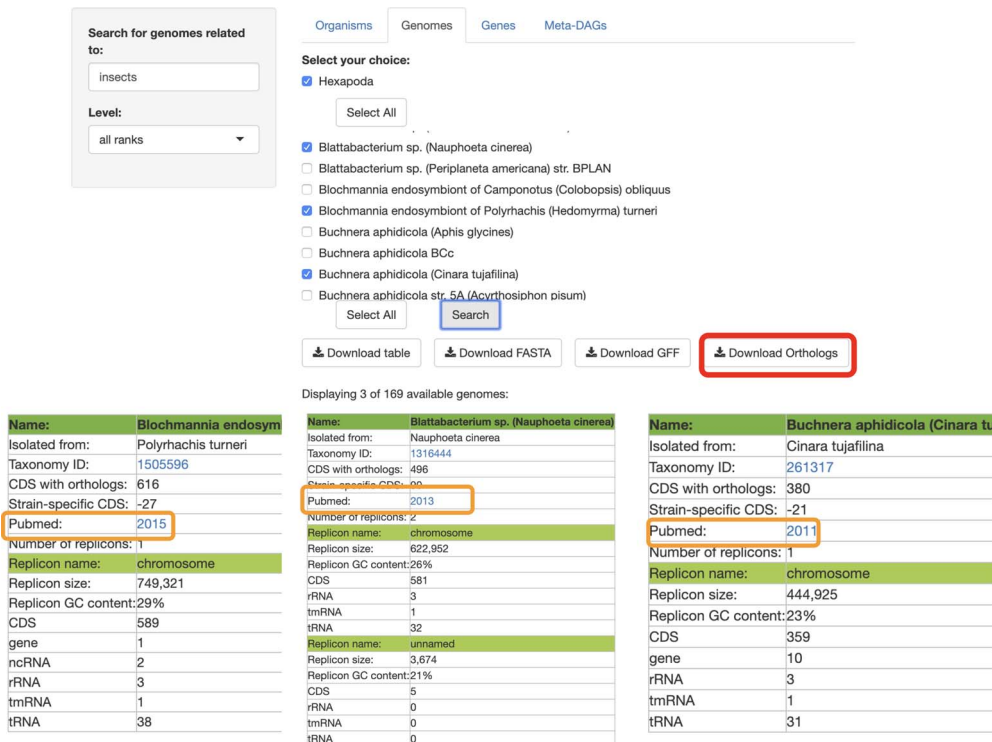 Search for genomes related
to:
insects
Level:
all ranks
Organisms Genomes Genes Meta-DAGs
Select your choice:
Hexapoda
Select All
Blattabacterium sp. (Nauphoeta cinerea)
Blattabacterium sp. (Periplaneta americana) str. BPLAN
Blochmannia endosymbiont of Camponotus (Colobopsis) obliquus
Blochmannia endosymbiont of Polyrhachis (Hedomyrma) turneri
Buchnera aphidicola (Aphis glycines)
Buchnera aphidicola BCc
Buchnera aphidicola (Cinara tujafilina)
Buchnera aphidicola str. 5A (Acyrthosiphon pisum)
Select All Search
Download table Download FASTA Download GFF Download Orthologs
Displaying 3 of 169 available genomes:
Name: Blochmannia endosym
Isolated from: Polyrhachis turneri
Taxonomy ID: 1505596
CDS with orthologs: 616
Strain-specific CDS: -27
Pubmed: 2015
Number of replicons: 1
Replicon name: chromosome
Replicon size: 749,321
Replicon GC content: 29%
CDS 589
gene 1
ncRNA 2
rRNA 3
tmRNA 1
tRNA 38
Name: Blattabacterium sp. (Nauphoeta cinerea)
Isolated from: Nauphoeta cinerea
Taxonomy ID: 1316444
CDS with orthologs: 496
Strain-specific CDS: 90
Pubmed: 2013
Number of replicons: 2
Replicon name: chromosome
Replicon size: 622,952
Replicon GC content: 26%
CDS 581
rRNA 3
tmRNA 1
tRNA 32
Replicon name: unnamed
Replicon size: 3,674
Replicon GC content: 21%
CDS 5
rRNA 0
tmRNA 0
tRNA 0
Name: Buchnera aphidicola (Cinara tu
Isolated from: Cinara tujafilina
Taxonomy ID: 261317
CDS with orthologs: 380
Strain-specific CDS: -21
Pubmed: 2011
Number of replicons: 1
Replicon name: chromosome
Replicon size: 444,925
Replicon GC content: 23%
CDS 359
gene 10
rRNA 3
tmRNA 1
tRNA 31